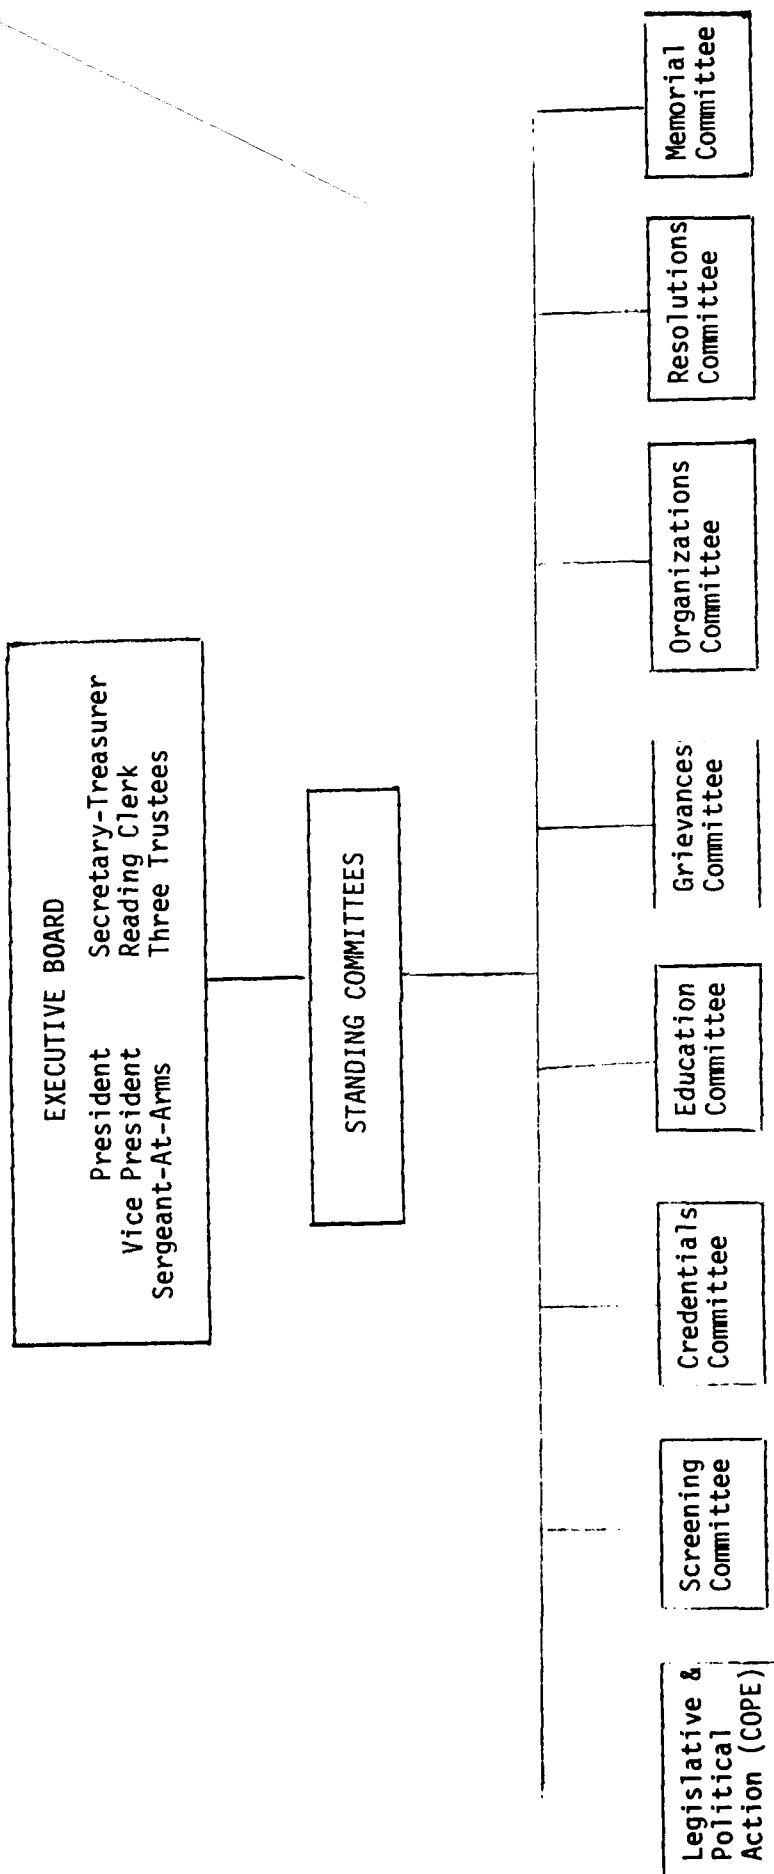 EXECUTIVE BOARD
President
Vice President
Sergeant-At-Arms
Secretary-Treasurer
Reading Clerk
Three Trustees
STANDING COMMITTEES
Legislative &
Political
Action (COPE)
Screening
Committee
Credentials
Committee
Education
Committee
Grievances
Committee
Organizations
Committee
Resolutions
Committee
Memorial
Committee